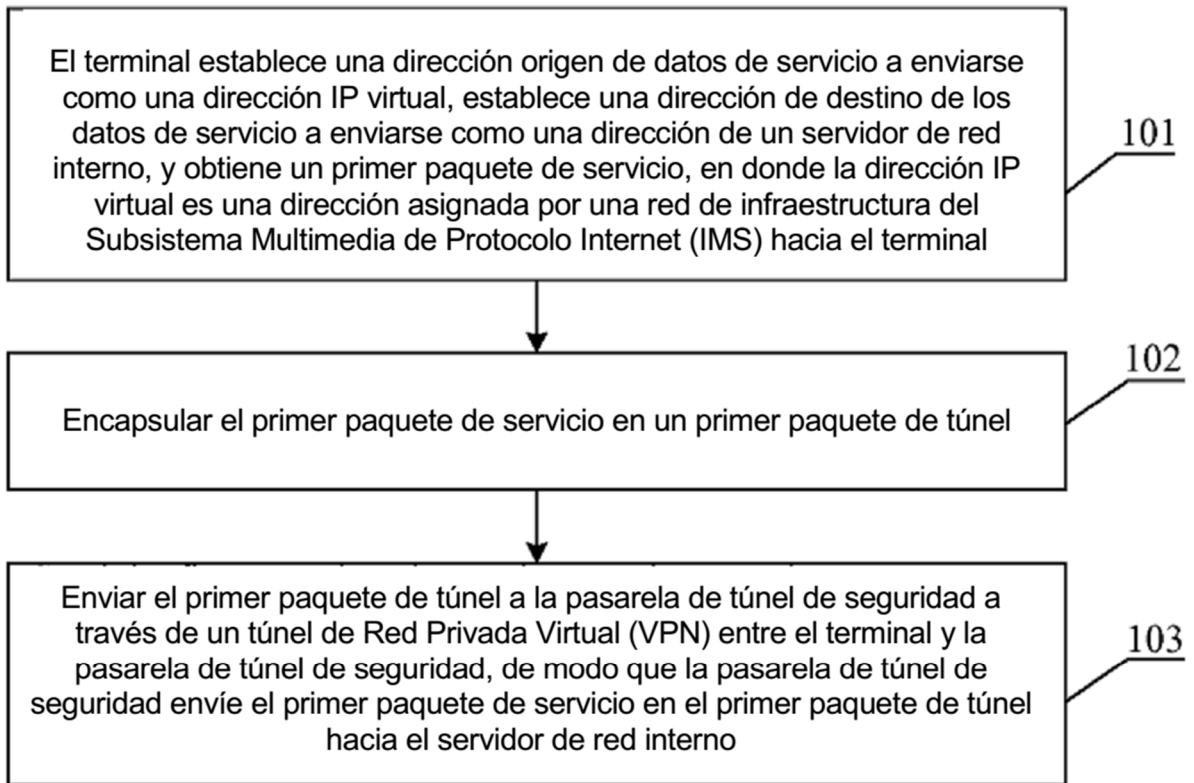 El terminal establece una dirección origen de datos de servicio a enviarse
como una dirección IP virtual, establece una dirección de destino de los
datos de servicio a enviarse como una dirección de un servidor de red
interno, y obtiene un primer paquete de servicio, en donde la dirección IP
virtual es una dirección asignada por una red de infraestructura del
Subsistema Multimedia de Protocolo Internet (IMS) hacia el terminal
101
Encapsular el primer paquete de servicio en un primer paquete de túnel
102
Enviar el primer paquete de túnel a la pasarela de túnel de seguridad a
través de un túnel de Red Privada Virtual (VPN) entre el terminal y la
pasarela de túnel de seguridad, de modo que la pasarela de túnel de
seguridad envíe el primer paquete de servicio en el primer paquete de túnel
hacia el servidor de red interno
103